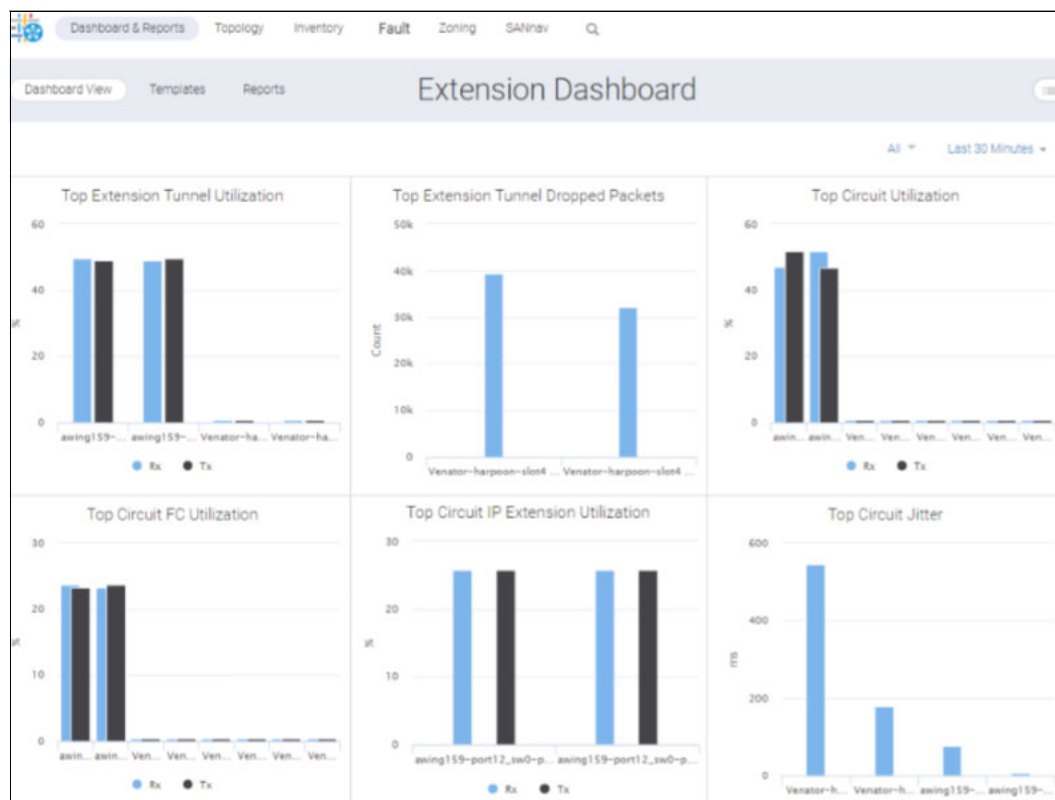 Dashboard & Reports Topology Inventory Fault Zoning SANnav
Dashboard View Templates Reports Extension Dashboard
All Last 30 Minutes
Top Extension Tunnel Utilization
60
40
%
20
0
awing159-... awing159-... Venator-ha... Venator-ha...
Rx Tx
Top Extension Tunnel Dropped Packets
50k
40k
30k
Count
20k
10k
0
Venator-harpoon-slot4 ... Venator-harpoon-slot4 ...
Top Circuit Utilization
60
40
%
20
0
awin... awin... Ven... Ven... Ven... Ven... Ven... Ven...
Rx Tx
Top Circuit FC Utilization
30
20
%
10
0
awin... awin... Ven... Ven... Ven... Ven... Ven... Ven...
Rx Tx
Top Circuit IP Extension Utilization
30
20
%
10
0
awing159-port12_sw0-p... awing159-port12_sw0-p...
Rx Tx
Top Circuit Jitter
600
400
ms
200
0
Venator-h... Venator-h... awing159-... awing159-...